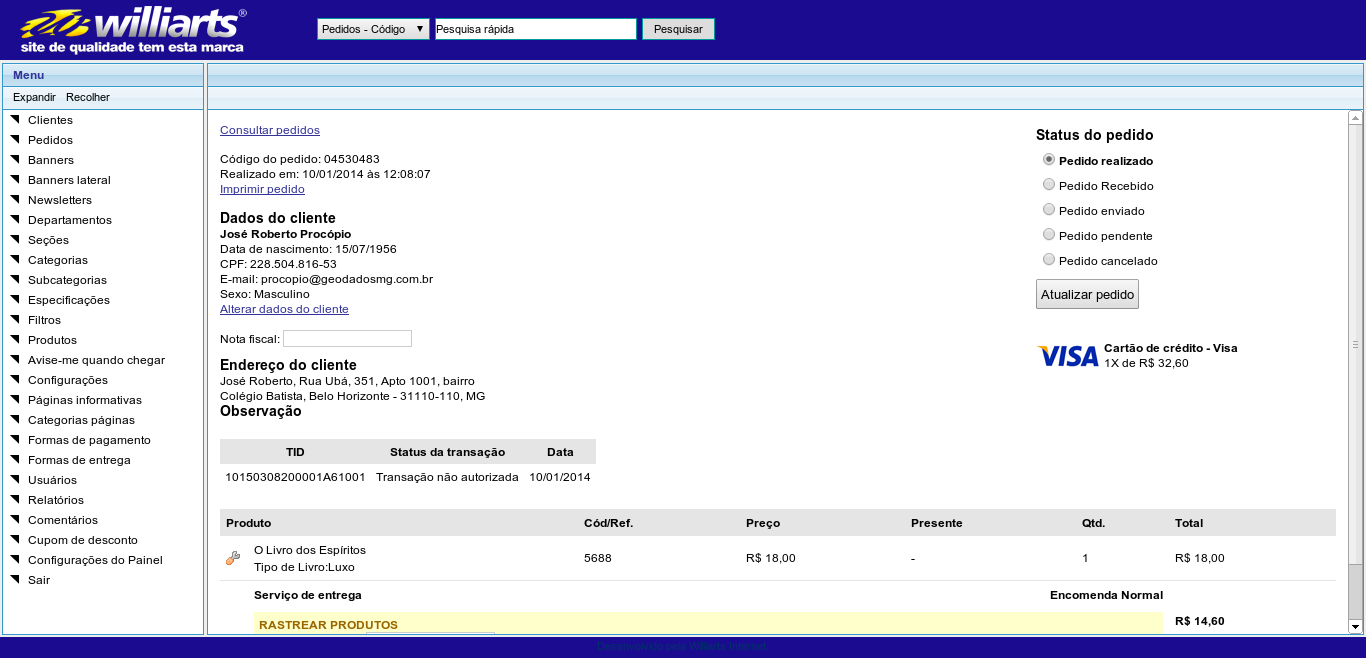 williarts®
site de qualidade tem esta marca
Pedidos - Código
Pesquisa rápida
Pesquisar
Menu
Expandir Recolher
Clientes
Pedidos
Banners
Banners lateral
Newsletters
Departamentos
Seções
Categorias
Subcategorias
Especificações
Filtros
Produtos
Avise-me quando chegar
Configurações
Páginas informativas
Categorias páginas
Formas de pagamento
Formas de entrega
Usuários
Relatórios
Comentários
Cupom de desconto
Configurações do Painel
Sair
Consultar pedidos
Código do pedido: 04530483
Realizado em: 10/01/2014 às 12:08:07
Imprimir pedido
Dados do cliente
José Roberto Procópio
Data de nascimento: 15/07/1956
CPF: 228.504.816-53
E-mail: procopio@geodadosmg.com.br
Sexo: Masculino
Alterar dados do cliente
Nota fiscal:
Endereço do cliente
José Roberto, Rua Ubá, 351, Apto 1001, bairro
Colégio Batista, Belo Horizonte - 31110-110, MG
Observação
Status do pedido
Pedido realizado
Pedido Recebido
Pedido enviado
Pedido pendente
Pedido cancelado
Atualizar pedido
VISA
Cartão de crédito - Visa
1X de R$ 32,60
TID Status da transação Data
10150308200001A61001 Transação não autorizada 10/01/2014
Produto Cód/Ref. Preço Presente Qtd. Total
O Livro dos Espíritos
Tipo de Livro:Luxo
5688 R$ 18,00 - 1 R$ 18,00
Serviço de entrega Encomenda Normal
RASTREAR PRODUTOS
R$ 14,60
Desenvolvido pela Williarts Internet